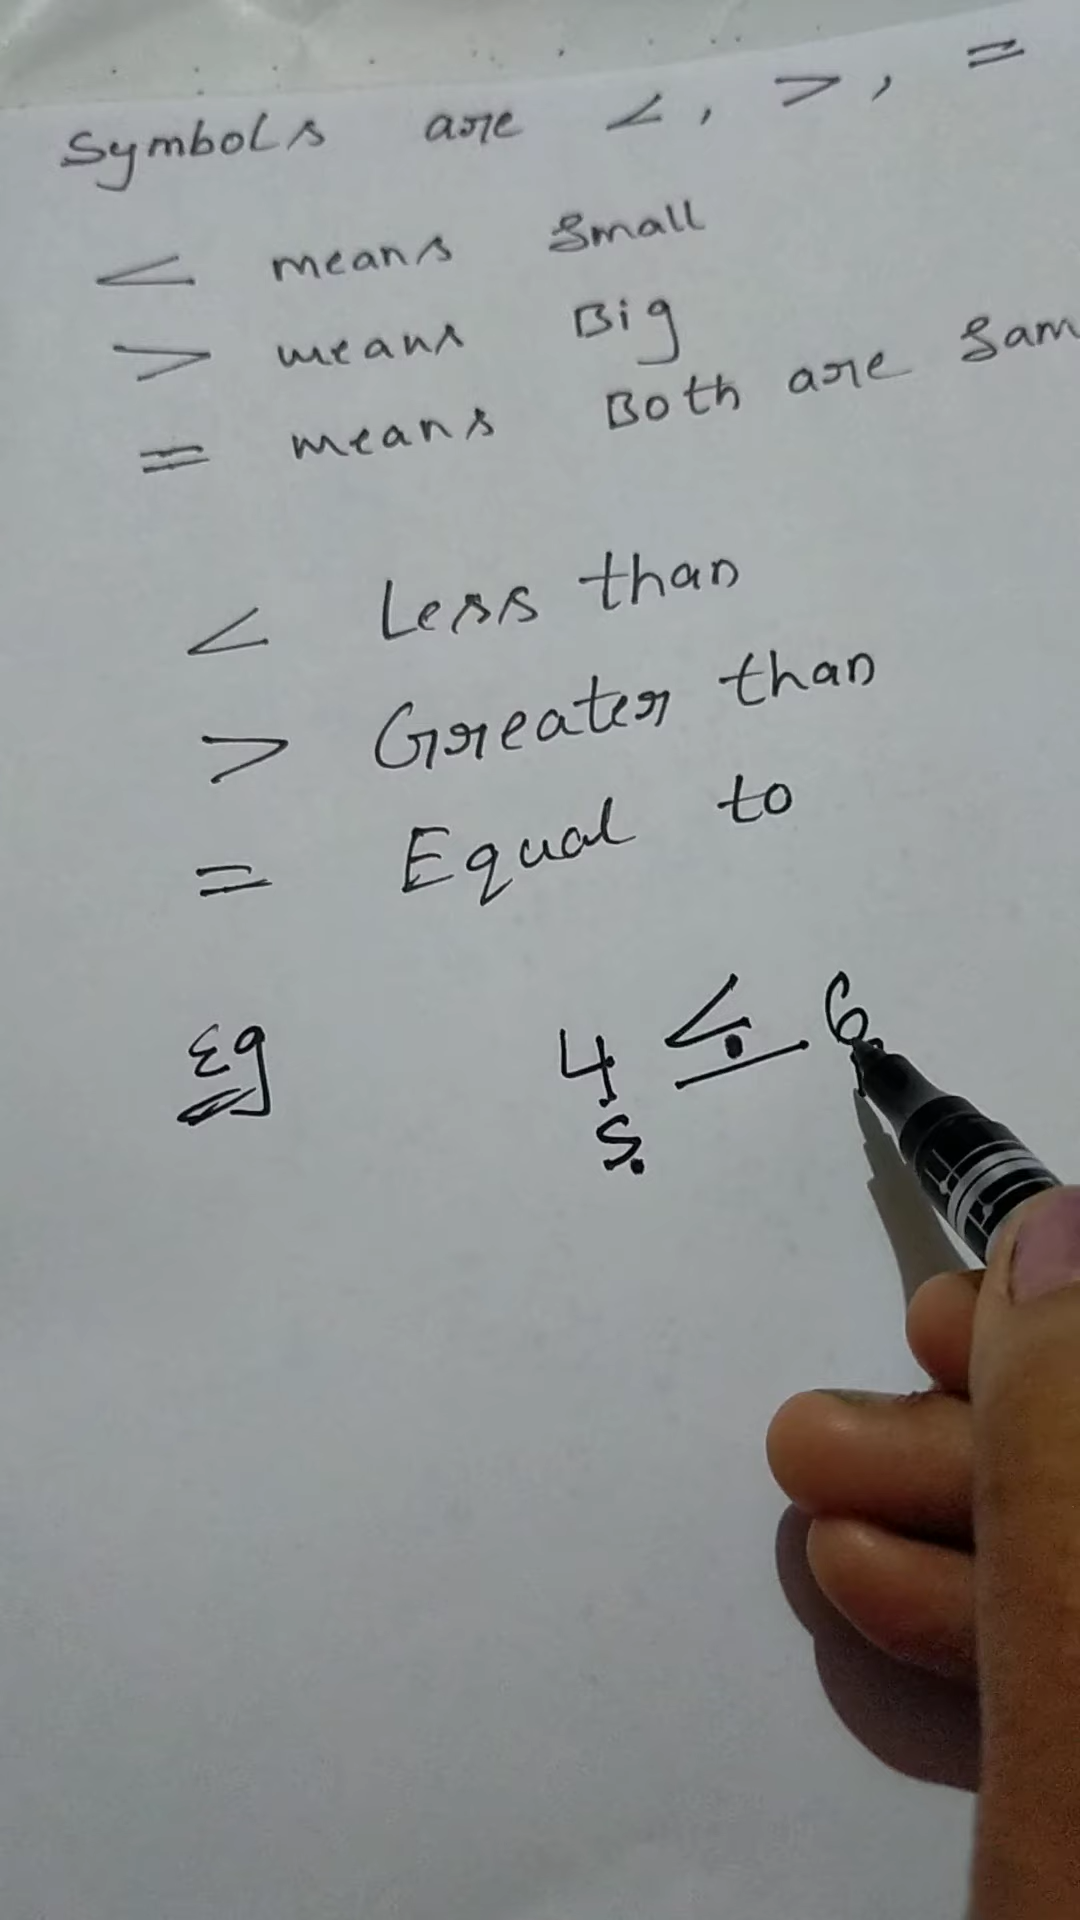 Symbols are <, >, =
< means small
> means Big
= means Both are Sam
< Less than
> Greater than
= Equal to
Eg 4 < 6
S.